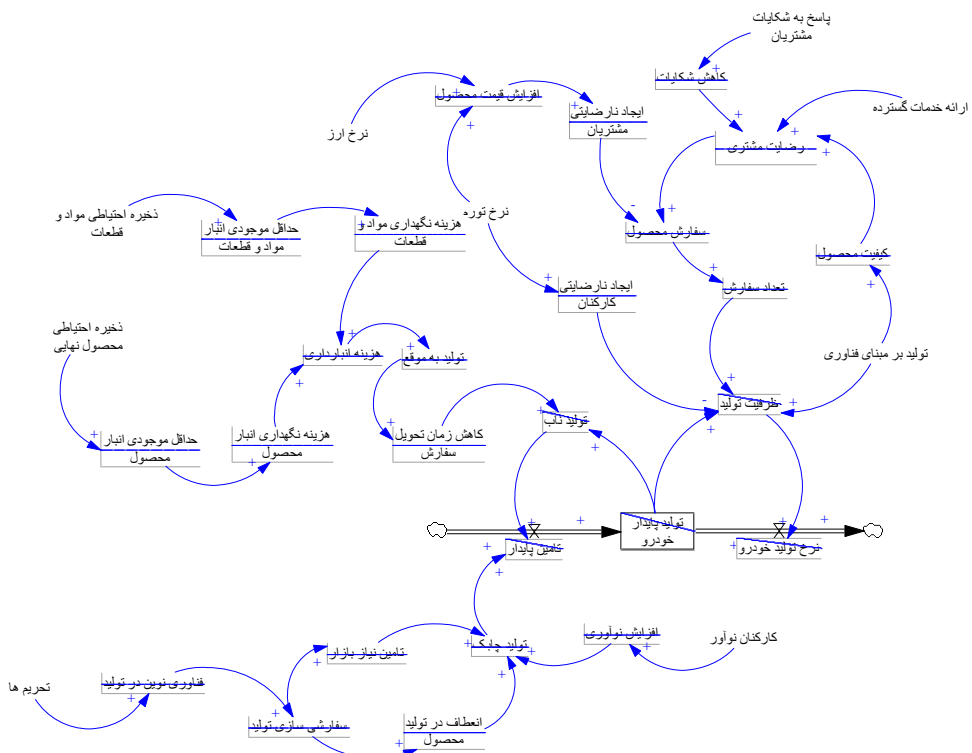 پاسخ به شکایات
مشتریان
کاهش شکایات
افزایش قیمت محصول
ایجاد نارضایتی
مشتریان
ارائه خدمات گسترده
نرخ ارز
رضایت مشتری
ذخیره احتیاطی مواد و
قطعات
حداقل موجودی انبار
مواد و قطعات
هزینه نگهداری مواد و
قطعات
نرخ توره
سفارش محصول
کیفیت محصول
ایجاد نارضایتی
کارکنان
تعداد سفارش
ذخیره احتیاطی
محصول نهایی
هزینه انبارداری
تولید به موقع
تولید بر مبنای فناوری
ظرفیت تولید
تولید ناب
حداقل موجودی انبار
محصول
هزینه نگهداری انبار
محصول
کاهش زمان تحویل
سفارش
تولید پایدار
خودرو
تامین پایدار
نرخ تولید خودرو
تولید چابک
افزایش نوآوری
کارکنان نوآور
تامین نیاز بازار
تحریم ها
فناوری نوین در تولید
سفارشی سازی تولید
انعطاف در تولید
محصول